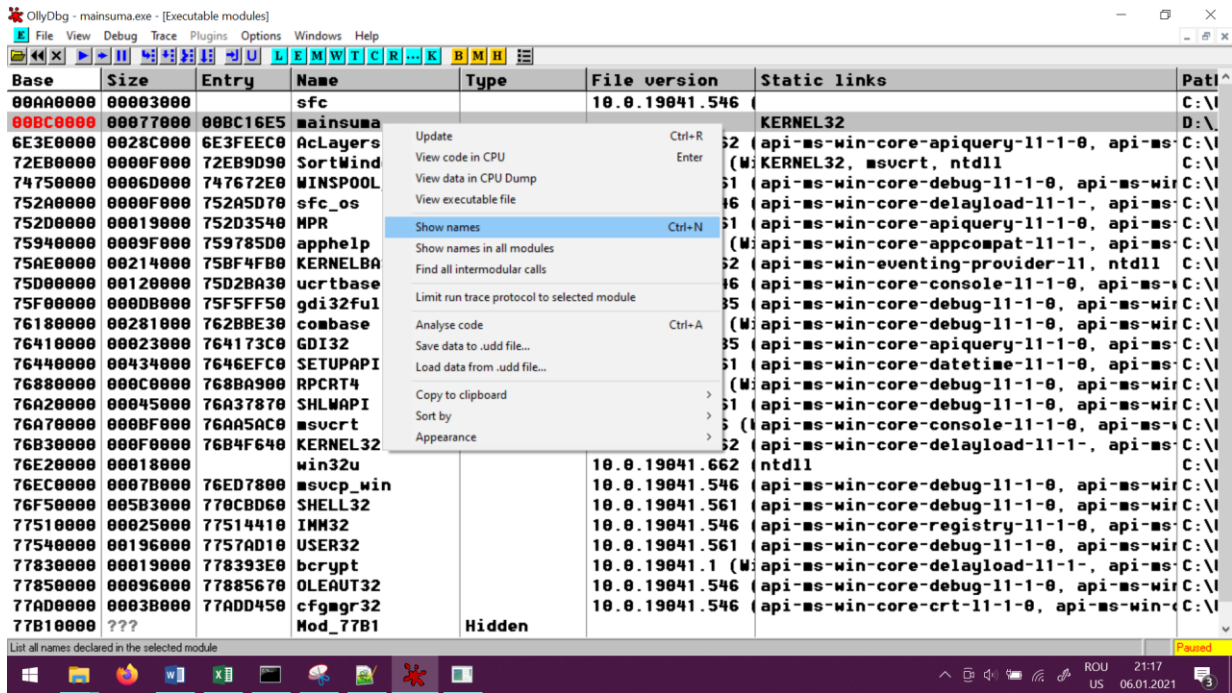 OllyDbg - mainsuma.exe - [Executable modules]
E File View Debug Trace Plugins Options Windows Help
L E M W T C R ... K B M H
Base Size Entry Name Type File version Static links
00AA0000 00003000 sfc 10.0.19041.546 ( C:\
00BC0000 00077000 00BC16E5 mainsuma KERNEL32 D:\
6E3E0000 0028C000 6E3FEEC0 AcLayers (api-ms-win-core-apiquery-l1-1-0, api-ms- C:\
72EB0000 0000F000 72EB9D90 SortWind KERNEL32, msvcrt, ntdll C:\
74750000 0006D000 747672E0 WINSPOOL (api-ms-win-core-debug-l1-1-0, api-ms-win C:\
752A0000 0000F000 752A5D70 sfc_os (api-ms-win-core-delayload-l1-1-, api-ms- C:\
752D0000 00019000 752D3540 MPR (api-ms-win-core-apiquery-l1-1-0, api-ms- C:\
75940000 0009F000 759785D0 apphelp api-ms-win-core-appcompat-l1-1-, api-ms- C:\
75AE0000 00214000 75BF4FB0 KERNELBA (api-ms-win-eventing-provider-l1, ntdll C:\
75D00000 00120000 75D2BA30 ucrtbase (api-ms-win-core-console-l1-1-0, api-ms- C:\
75F00000 000DB000 75F5FF50 gdi32ful (api-ms-win-core-debug-l1-1-0, api-ms-win C:\
76180000 00281000 762BBE30 combase api-ms-win-core-debug-l1-1-0, api-ms-win C:\
76410000 00023000 764173C0 GDI32 (api-ms-win-core-apiquery-l1-1-0, api-ms- C:\
76440000 00434000 7646EFC0 SETUPAPI (api-ms-win-core-datetime-l1-1-0, api-ms C:\
76880000 000C0000 768BA900 RPCRT4 api-ms-win-core-debug-l1-1-0, api-ms-win C:\
76A20000 00045000 76A37870 SHLWAPI (api-ms-win-core-debug-l1-1-0, api-ms-win C:\
76A70000 000BF000 76AA5AC0 msvcrt api-ms-win-core-console-l1-1-0, api-ms- C:\
76B30000 000F0000 76B4F640 KERNEL32 (api-ms-win-core-delayload-l1-1-, api-ms- C:\
76E20000 00018000 win32u 10.0.19041.662 (ntdll C:\
76EC0000 0007B000 76ED7800 msvcp_win 10.0.19041.546 (api-ms-win-core-debug-l1-1-0, api-ms-win C:\
76F50000 005B3000 770CBD60 SHELL32 10.0.19041.561 (api-ms-win-core-debug-l1-1-0, api-ms-win C:\
77510000 00025000 77514410 IMM32 10.0.19041.546 (api-ms-win-core-registry-l1-1-0, api-ms- C:\
77540000 00196000 7757AD10 USER32 10.0.19041.561 (api-ms-win-core-debug-l1-1-0, api-ms-win C:\
77830000 00019000 778393E0 bcrypt 10.0.19041.1 (Wi api-ms-win-core-delayload-l1-1-, api-ms- C:\
77850000 00096000 77885670 OLEAUT32 10.0.19041.546 (api-ms-win-core-debug-l1-1-0, api-ms-win C:\
77AD0000 0003B000 77ADD450 cfgmgr32 10.0.19041.546 (api-ms-win-core-crt-l1-1-0, api-ms-win- C:\
77B10000 ??? Mod_77B1 Hidden
Update Ctrl+R
View code in CPU Enter
View data in CPU Dump
View executable file
Show names Ctrl+N
Show names in all modules
Find all intermodular calls
Limit run trace protocol to selected module
Analyse code Ctrl+A
Save data to .udd file...
Load data from .udd file...
Copy to clipboard
Sort by
Appearance
List all names declared in the selected module Paused
ROU 21:17
US 06.01.2021
3